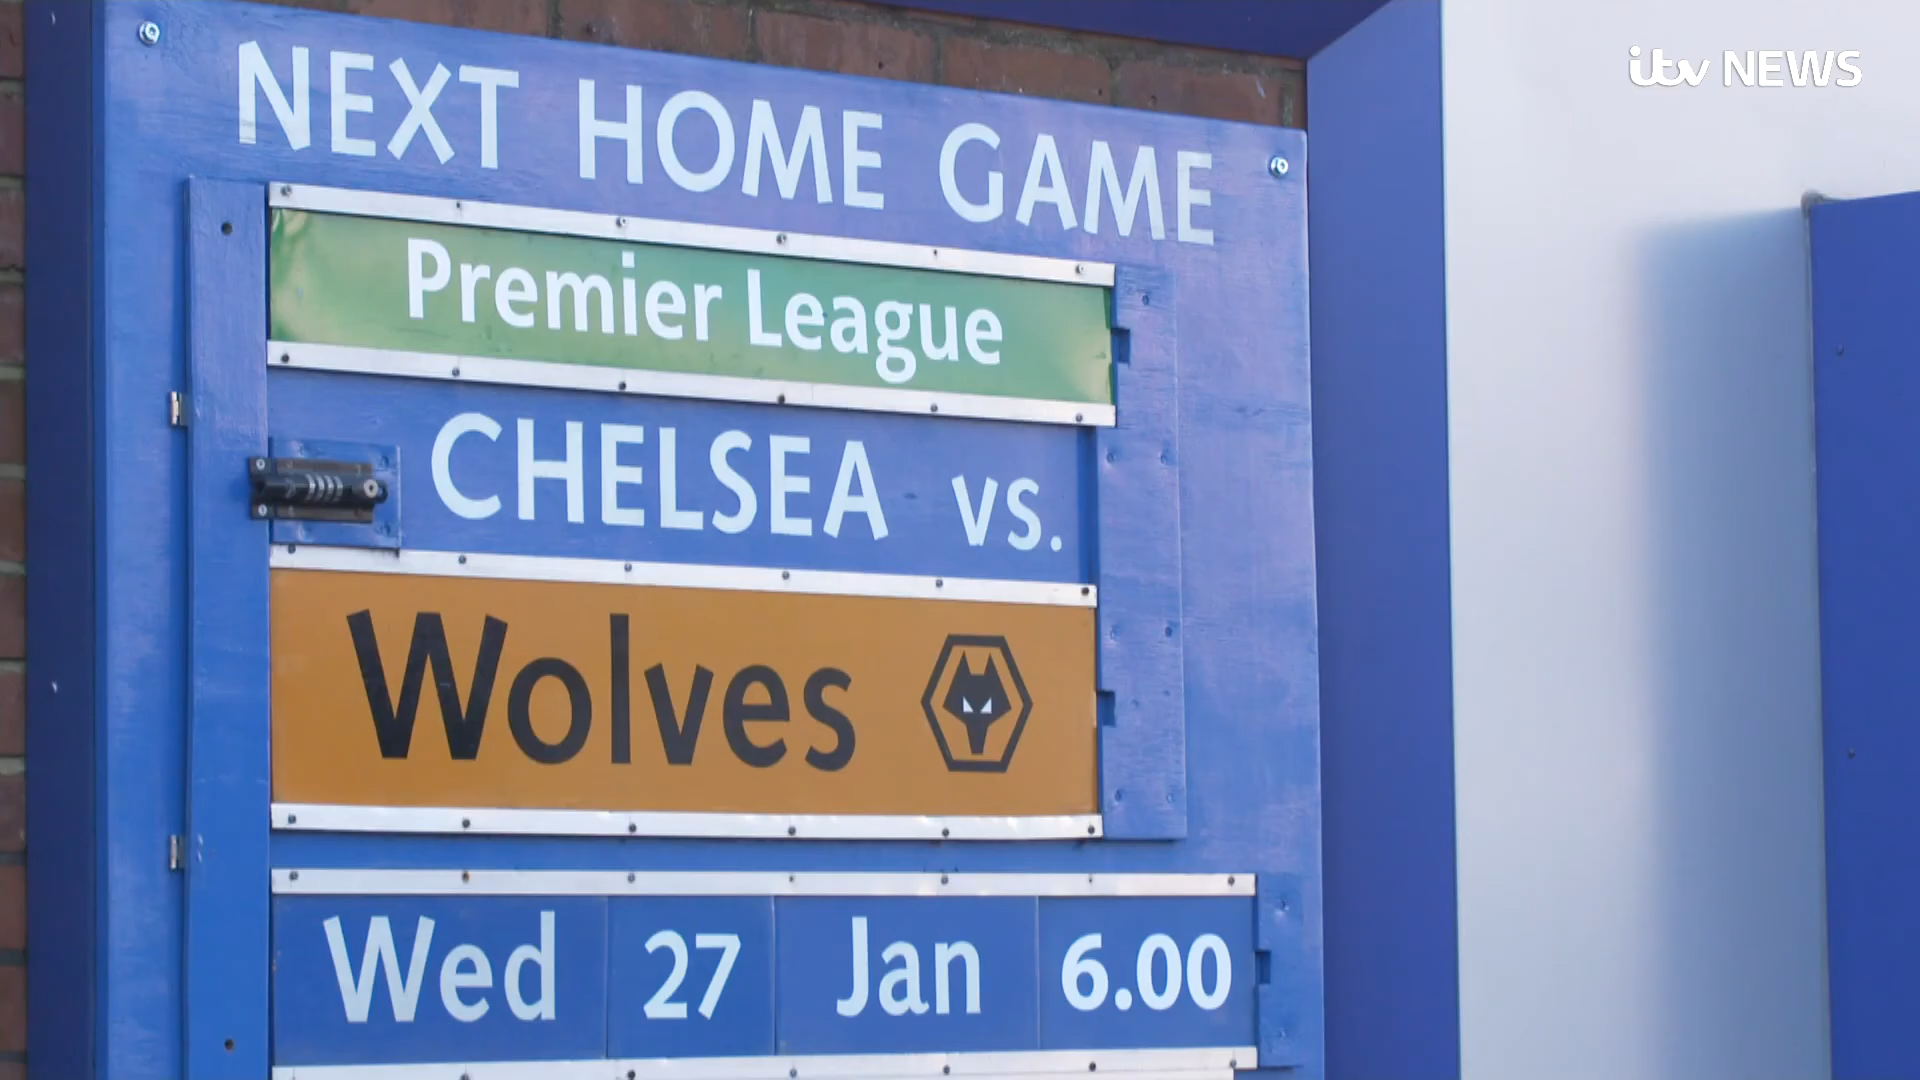 itv NEWS
NEXT HOME GAME
Premier League
CHELSEA vs.
Wolves
Wed 27 Jan 6.00